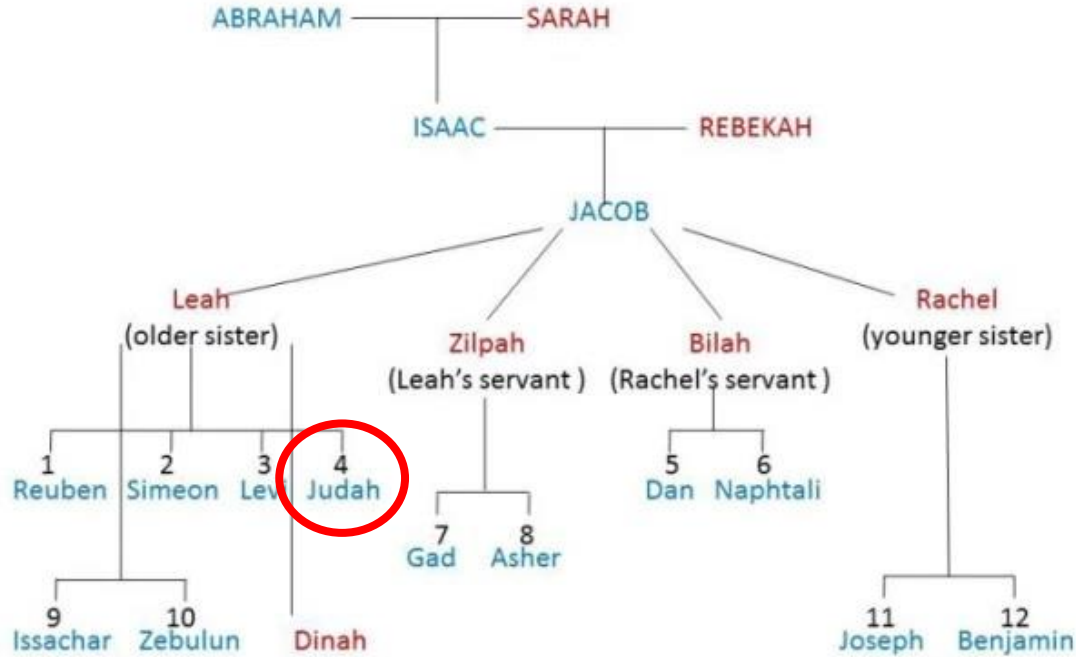 ABRAHAM SARAH
ISAAC REBEKAH
JACOB
Leah
(older sister)
Zilpah
(Leah's servant )
Bilah
(Rachel's servant )
Rachel
(younger sister)
1
Reuben
2
Simeon
3
Levi
4
Judah
5
Dan
6
Naphtali
7
Gad
8
Asher
9
Issachar
10
Zebulun
Dinah
11
Joseph
12
Benjamin